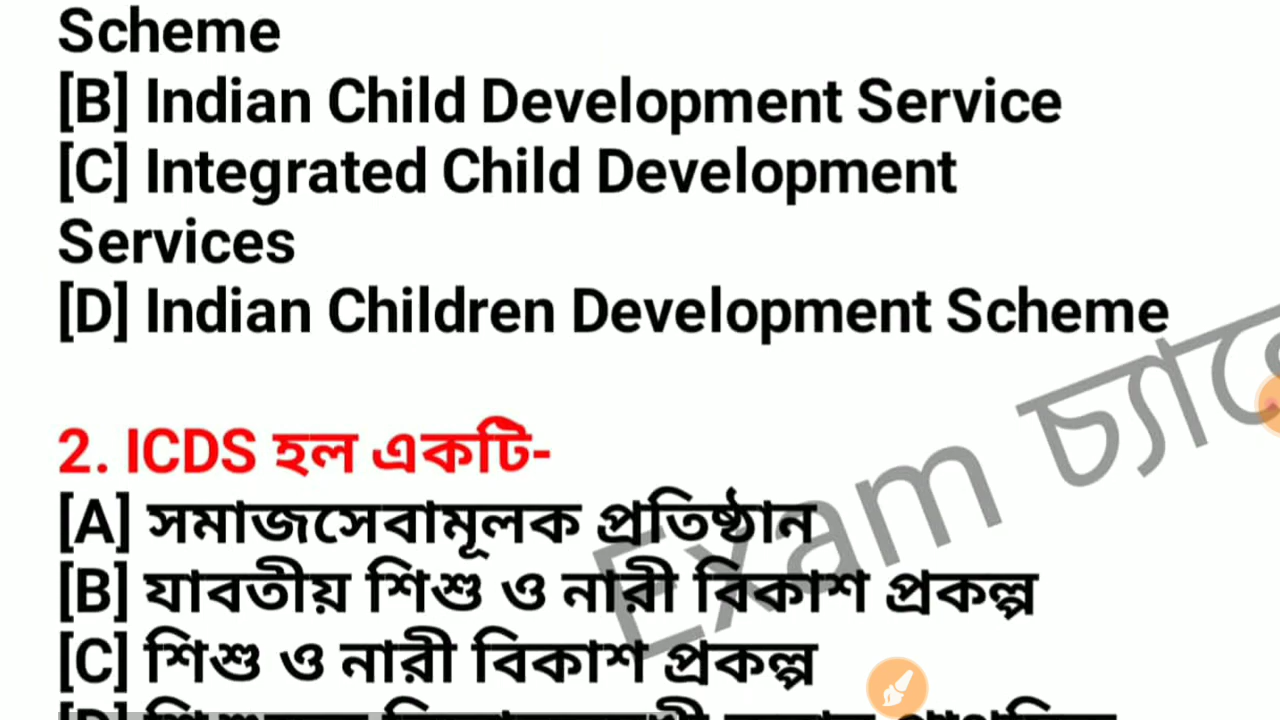 Scheme
[B] Indian Child Development Service
[C] Integrated Child Development
Services
[D] Indian Children Development Scheme
2. ICDS হল একটি-
[A] সমাজসেবামূলক প্রতিষ্ঠান
[B] যাবতীয় শিশু ও নারী বিকাশ প্রকল্প
[C] শিশু ও নারী বিকাশ প্রকল্প
Exam